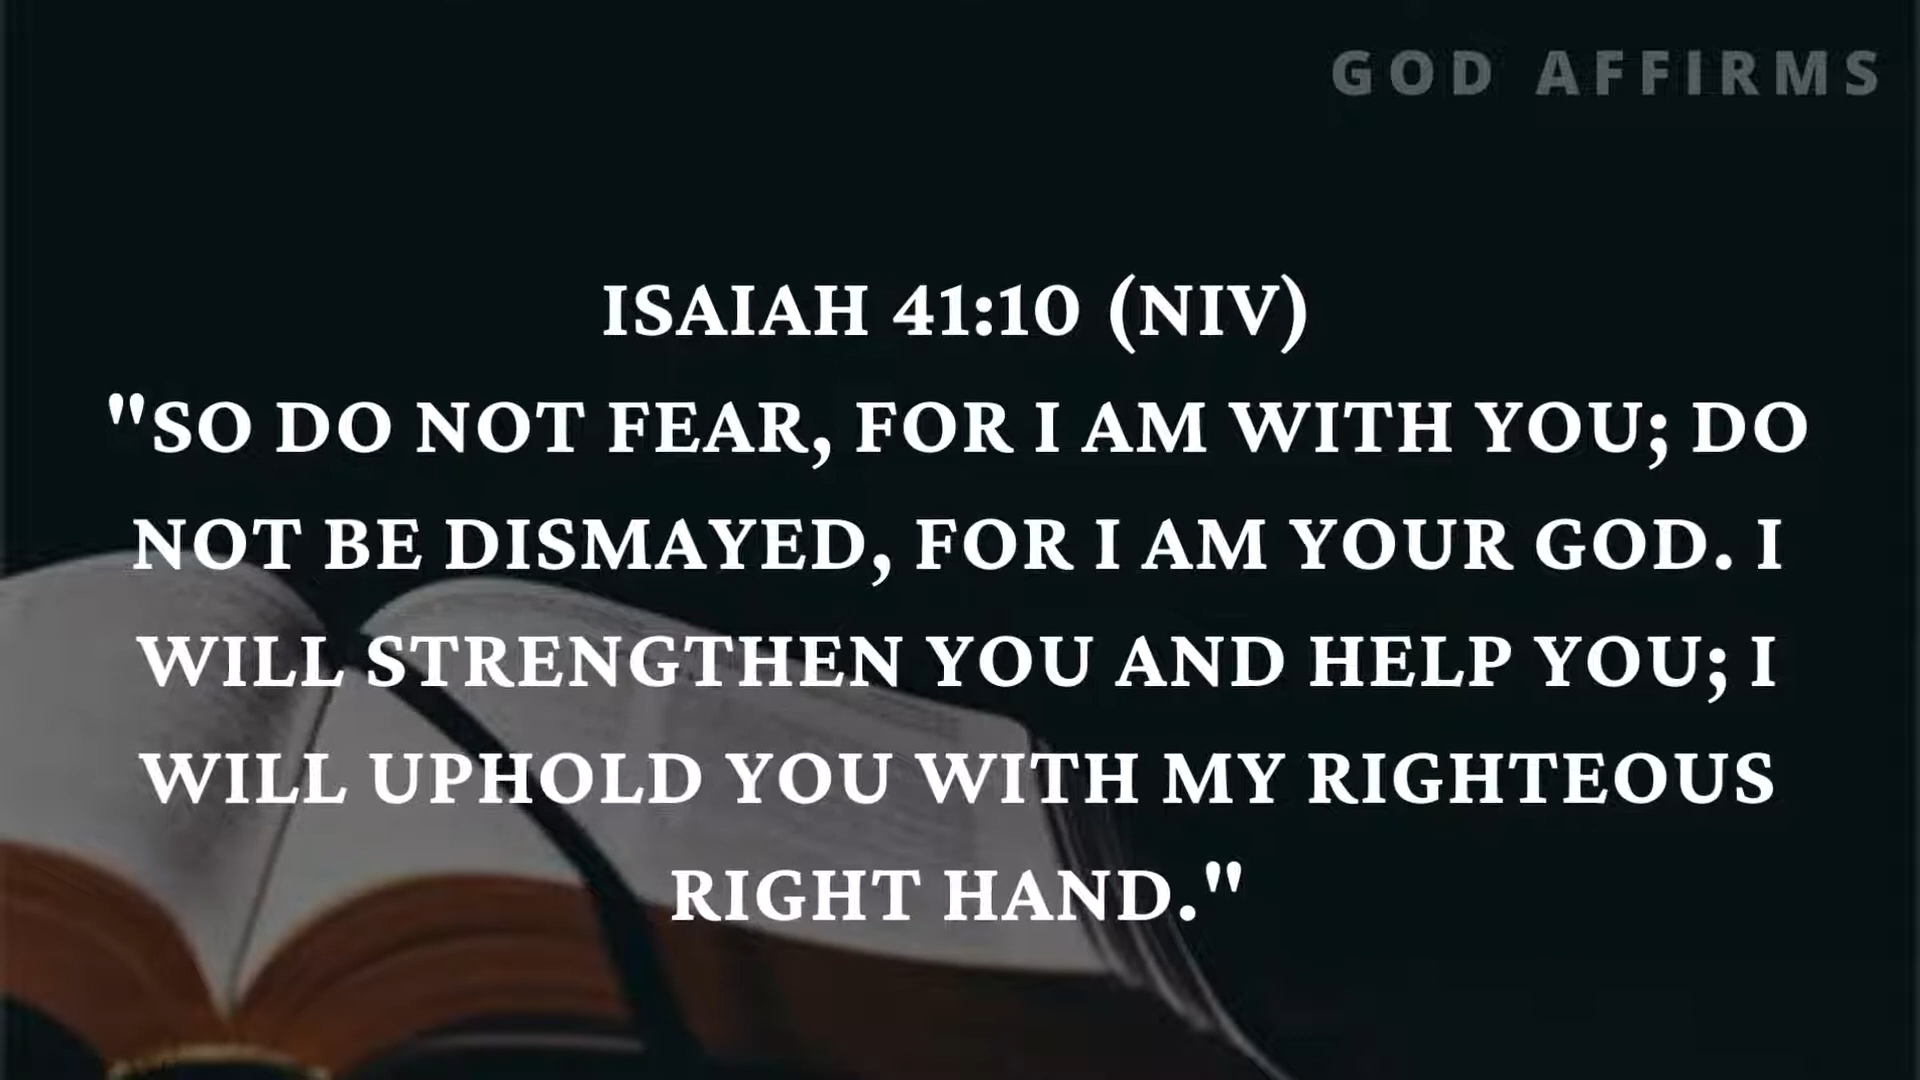 GOD AFFIRMS
ISAIAH 41:10 (NIV)
"SO DO NOT FEAR, FOR I AM WITH YOU; DO
NOT BE DISMAYED, FOR I AM YOUR GOD. I
WILL STRENGTHEN YOU AND HELP YOU; I
WILL UPHOLD YOU WITH MY RIGHTEOUS
RIGHT HAND."